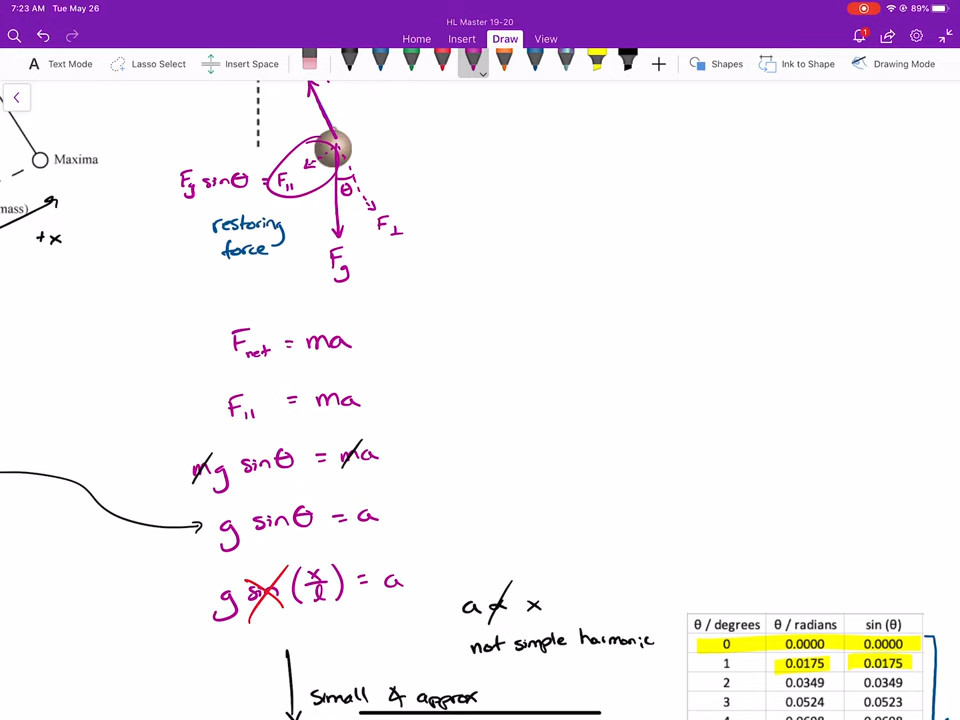 7:23 AM Tue May 26
89%
HL Master 19-20
Home Insert Draw View
1
A Text Mode Lasso Select Insert Space Shapes Ink to Shape Drawing Mode
Maxima
mass)
+x
Fg sinθ = F∥
θ
F⊥
restoring
force
Fg
Fnet = ma
F∥ = ma
mg sinθ = ma
g sinθ = a
g sin (x/l) = a
a ∝ x
not simple harmonic
small ∠ approx
θ / degrees θ / radians sin (θ)
0 0.0000 0.0000
1 0.0175 0.0175
2 0.0349 0.0349
3 0.0524 0.0523